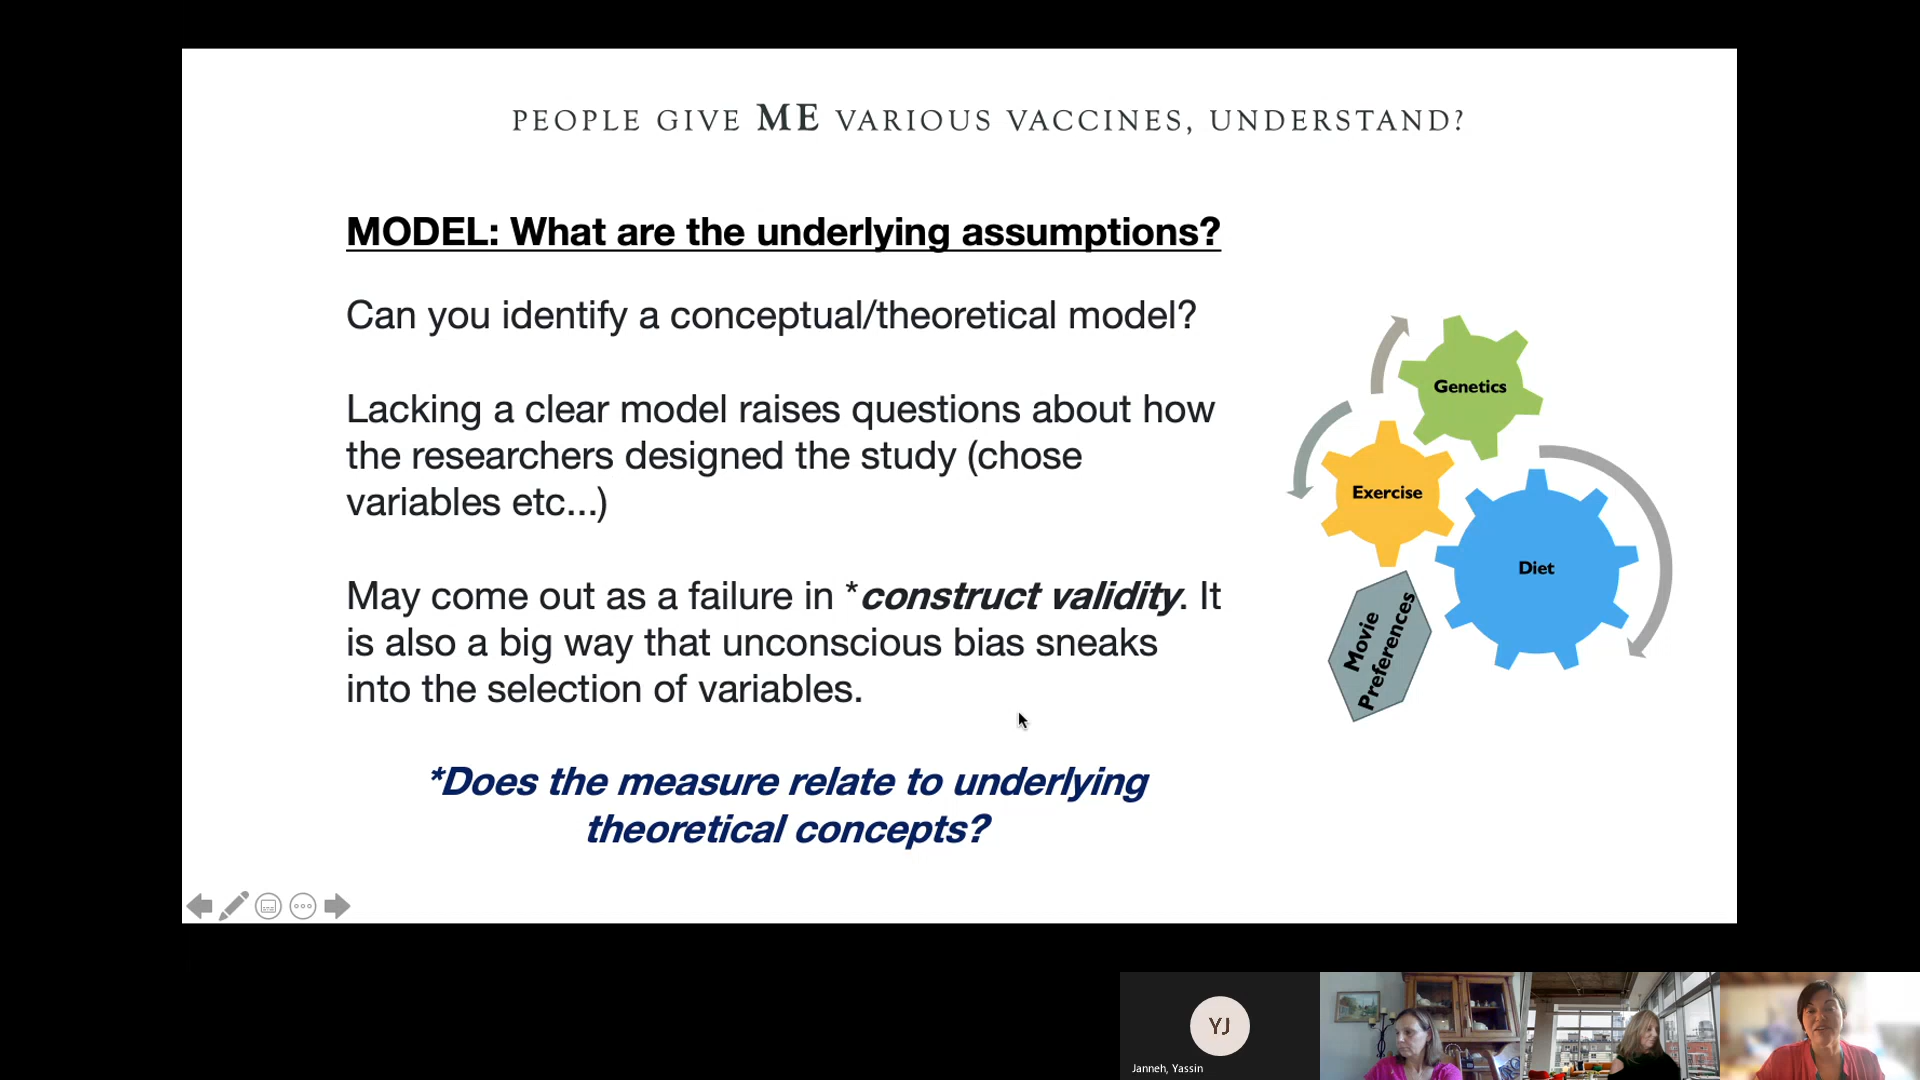 PEOPLE GIVE ME VARIOUS VACCINES, UNDERSTAND?
MODEL: What are the underlying assumptions?
Can you identify a conceptual/theoretical model?
Lacking a clear model raises questions about how
the researchers designed the study (chose
variables etc...)
May come out as a failure in *construct validity. It
is also a big way that unconscious bias sneaks
into the selection of variables.
*Does the measure relate to underlying
theoretical concepts?
Genetics
Exercise
Diet
Movie
Preferences
YJ
Janneh, Yassin